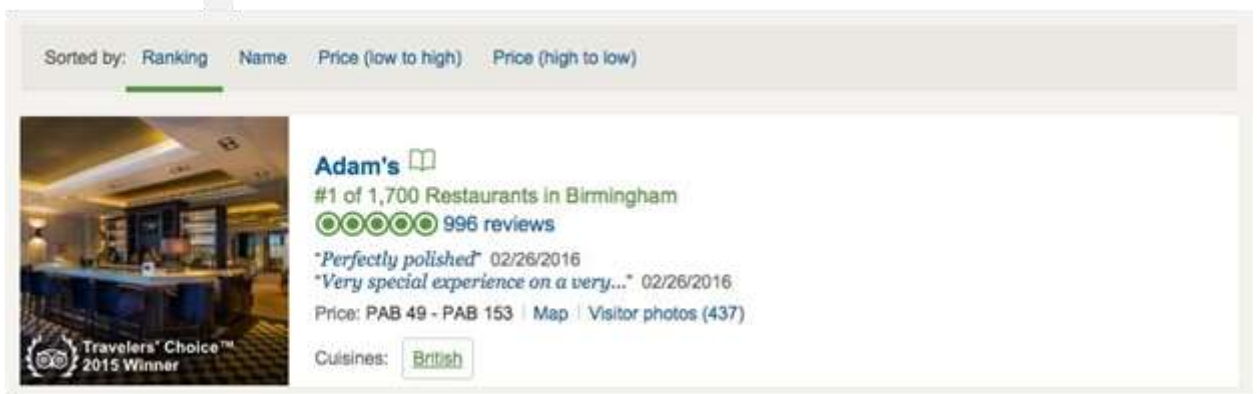 Sorted by: Ranking Name Price (low to high) Price (high to low)
Adam's
#1 of 1,700 Restaurants in Birmingham
996 reviews
"Perfectly polished" 02/26/2016
"Very special experience on a very..." 02/26/2016
Price: PAB 49 - PAB 153 | Map | Visitor photos (437)
Cuisines: British
Travelers' Choice™
2015 Winner